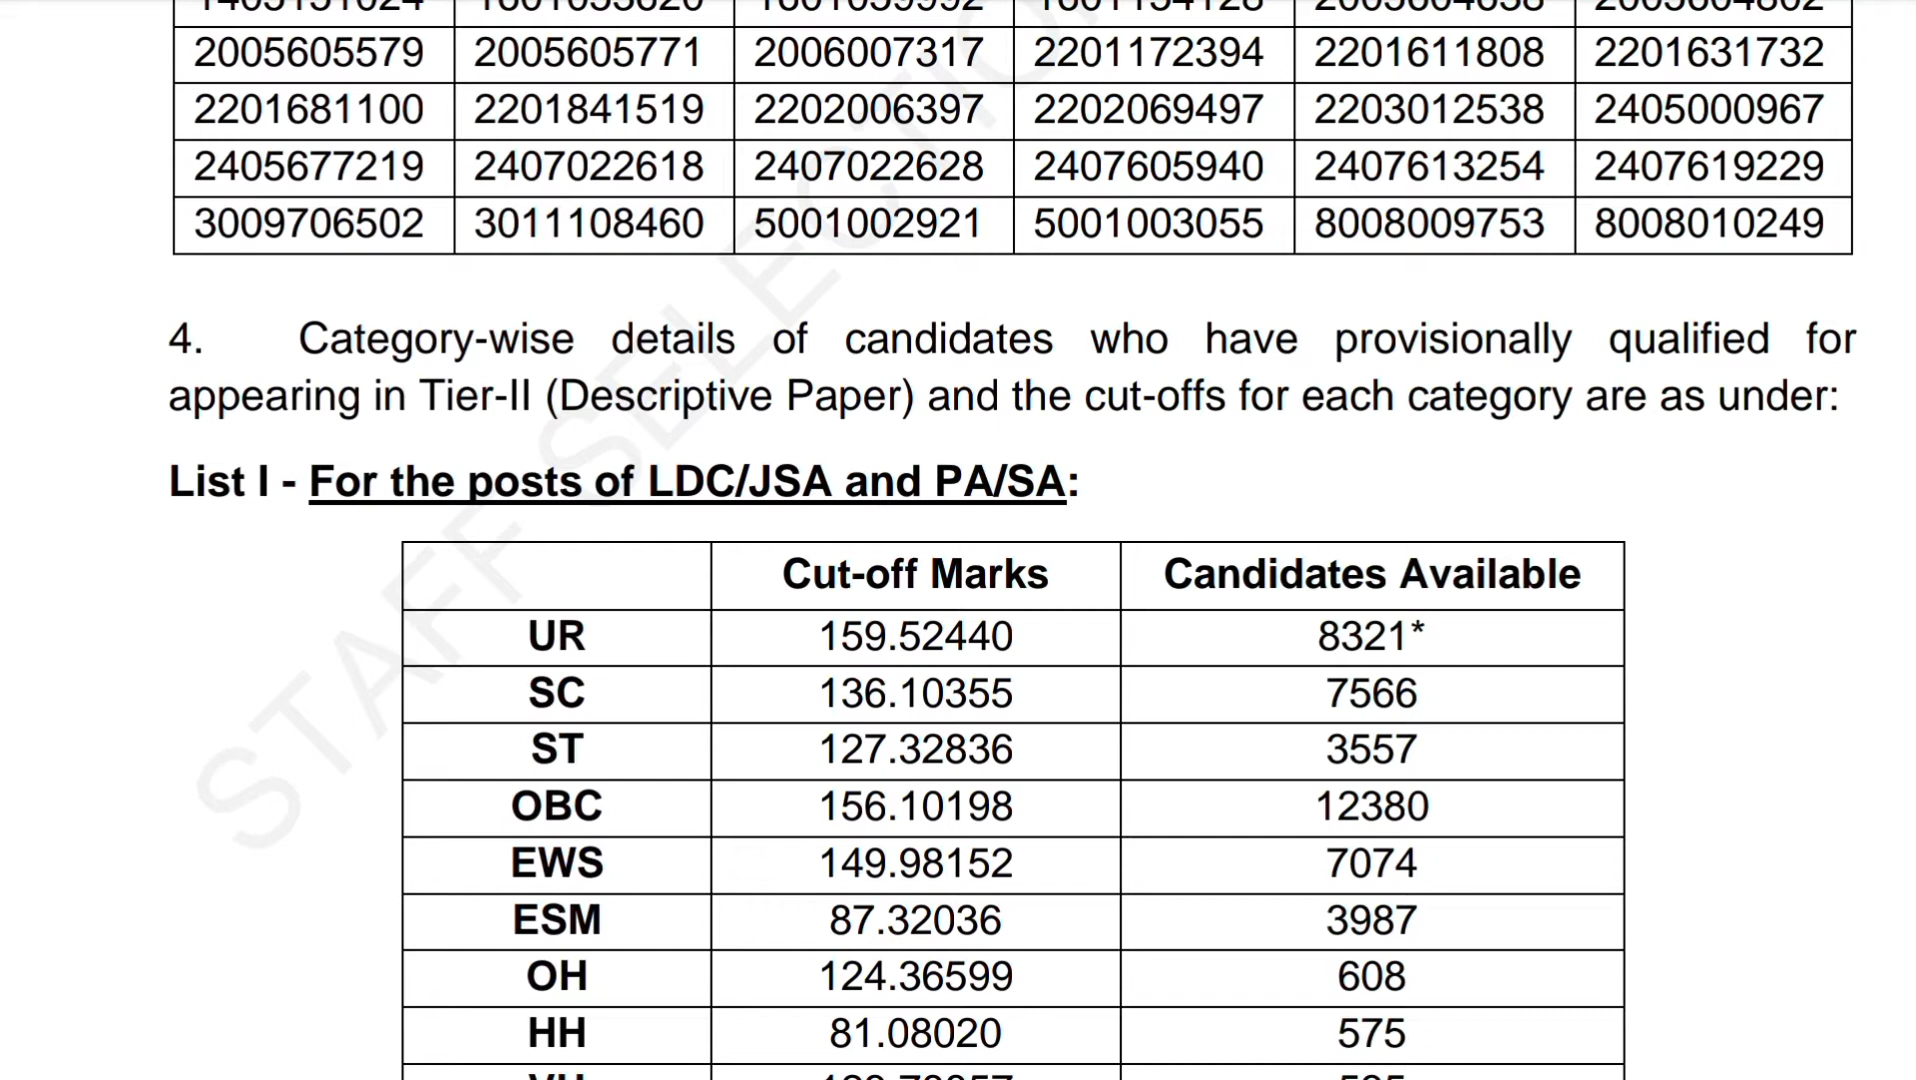 2005605579 2005605771 2006007317 2201172394 2201611808 2201631732
2201681100 2201841519 2202006397 2202069497 2203012538 2405000967
2405677219 2407022618 2407022628 2407605940 2407613254 2407619229
3009706502 3011108460 5001002921 5001003055 8008009753 8008010249
4. Category-wise details of candidates who have provisionally qualified for
appearing in Tier-II (Descriptive Paper) and the cut-offs for each category are as under:
List I - For the posts of LDC/JSA and PA/SA:
Cut-off Marks Candidates Available
UR 159.52440 8321*
SC 136.10355 7566
ST 127.32836 3557
OBC 156.10198 12380
EWS 149.98152 7074
ESM 87.32036 3987
OH 124.36599 608
HH 81.08020 575
STAFF SELECTION